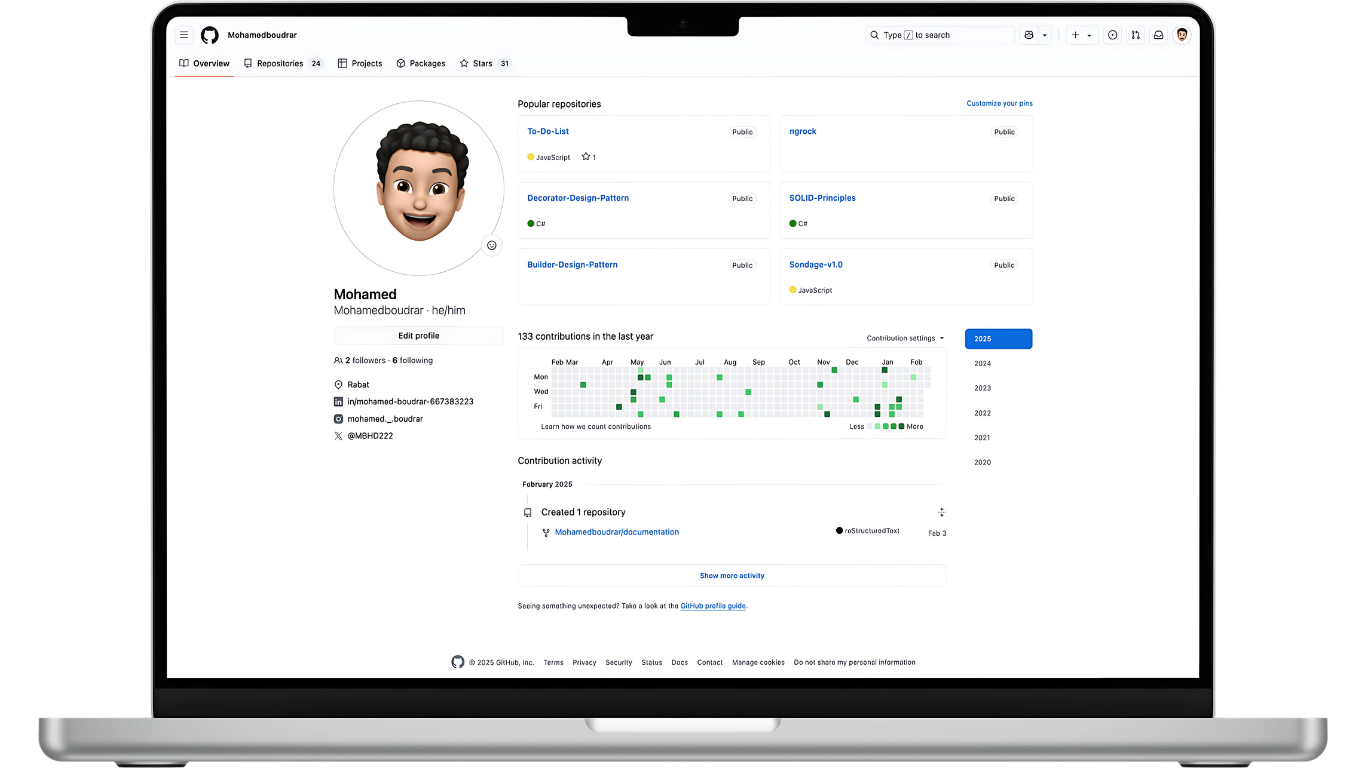 Mohamedboudrar
Type / to search
Overview Repositories 24 Projects Packages Stars 31
Popular repositories Customize your pins
To-Do-List Public
JavaScript 1
ngrock Public
Decorator-Design-Pattern Public
C#
SOLID-Principles Public
C#
Builder-Design-Pattern Public
Sondage-v1.0 Public
JavaScript
Mohamed
Mohamedboudrar · he/him
Edit profile
2 followers · 6 following
Rabat
in/mohamed-boudrar-667383223
mohamed._.boudrar
@MBHD222
133 contributions in the last year Contribution settings
Feb Mar Apr May Jun Jul Aug Sep Oct Nov Dec Jan Feb
Mon
Wed
Fri
Learn how we count contributions Less More
2025
2024
2023
2022
2021
2020
Contribution activity
February 2025
Created 1 repository
Mohamedboudrar/documentation reStructuredText Feb 3
Show more activity
Seeing something unexpected? Take a look at the GitHub profile guide.
© 2025 GitHub, Inc. Terms Privacy Security Status Docs Contact Manage cookies Do not share my personal information